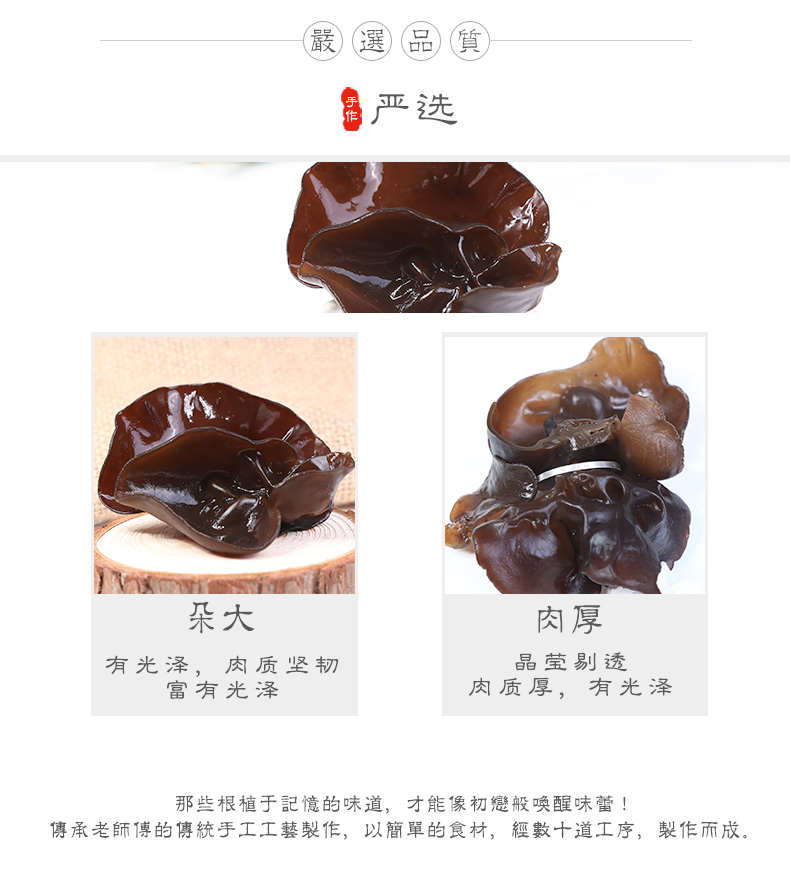 嚴選品質
手作
严选
朵大
有光泽，肉质坚韧
富有光泽
肉厚
晶莹剔透
肉质厚，有光泽
那些根植于記憶的味道，才能像初戀般喚醒味蕾！
傳承老師傅的傳統手工工藝製作，以簡單的食材，經數十道工序，製作而成。